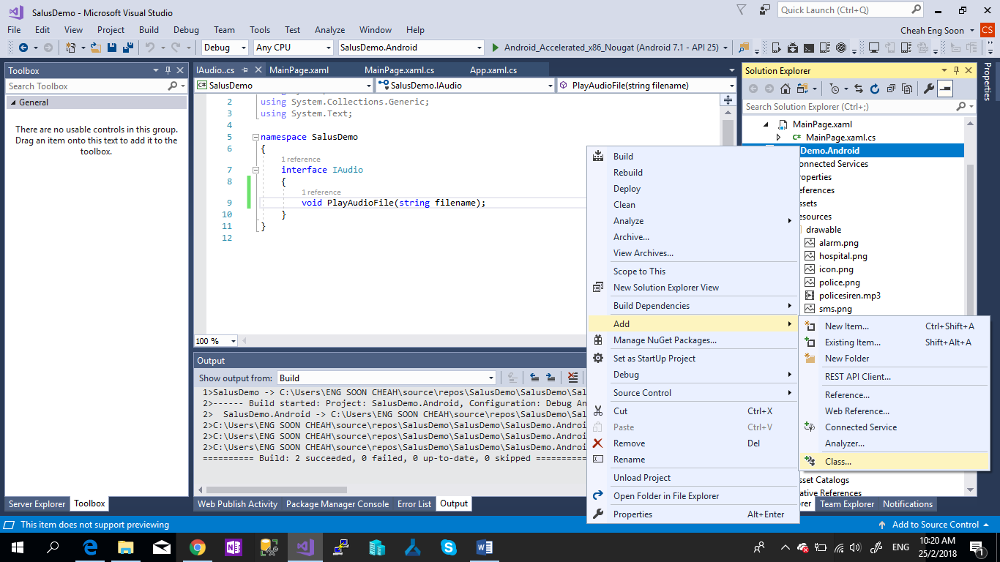 SalusDemo - Microsoft Visual Studio
Quick Launch (Ctrl+Q)
File Edit View Project Build Debug Team Tools Test Analyze Window Help
Cheah Eng Soon
CS
Debug Any CPU SalusDemo.Android Android_Accelerated_x86_Nougat (Android 7.1 - API 25)
Toolbox
Search Toolbox
General
There are no usable controls in this group.
Drag an item onto this text to add it to the
toolbox.
Server Explorer Toolbox
IAudio..cs MainPage.xaml MainPage.xaml.cs App.xaml.cs
SalusDemo SalusDemo.IAudio PlayAudioFile(string filename)
2 using System.Collections.Generic;
3 using System.Text;
4
5 namespace SalusDemo
6 {
1 reference
7 interface IAudio
8 {
1 reference
9 void PlayAudioFile(string filename);
10 }
11 }
12
100 %
Output
Show output from: Build
1>SalusDemo -> C:\Users\ENG SOON CHEAH\source\repos\SalusDemo\SalusDemo\Sal
2>------ Build started: Project: SalusDemo.Android, Configuration: Debug An
2> SalusDemo.Android -> C:\Users\ENG SOON CHEAH\source\repos\SalusDemo\Sal
2>C:\Users\ENG SOON CHEAH\source\repos\SalusDemo\SalusDemo\SalusDemo.Androi
2>C:\Users\ENG SOON CHEAH\source\repos\SalusDemo\SalusDemo\SalusDemo.Androi
2>C:\Users\ENG SOON CHEAH\source\repos\SalusDemo\SalusDemo\SalusDemo.Androi
========== Build: 2 succeeded, 0 failed, 0 up-to-date, 0 skipped ==========
Web Publish Activity Package Manager Console Error List Output
Build
Rebuild
Deploy
Clean
Analyze
Archive...
View Archives...
Scope to This
New Solution Explorer View
Build Dependencies
Add
Manage NuGet Packages...
Set as StartUp Project
Debug
Source Control
Cut Ctrl+X
Paste Ctrl+V
Remove Del
Rename
Unload Project
Open Folder in File Explorer
Properties Alt+Enter
New Item... Ctrl+Shift+A
Existing Item... Shift+Alt+A
New Folder
REST API Client...
Reference...
Web Reference...
Connected Service
Analyzer...
Class...
Solution Explorer
Search Solution Explorer (Ctrl+;)
MainPage.xaml
C# MainPage.xaml.cs
Demo.Android
onnected Services
roperties
eferences
ssets
esources
drawable
alarm.png
hospital.png
icon.png
police.png
policesiren.mp3
sms.png
sset Catalogs
ative References
rer Team Explorer Notifications
Properties
This item does not support previewing
Add to Source Control
ENG
10:20 AM
25/2/2018
1